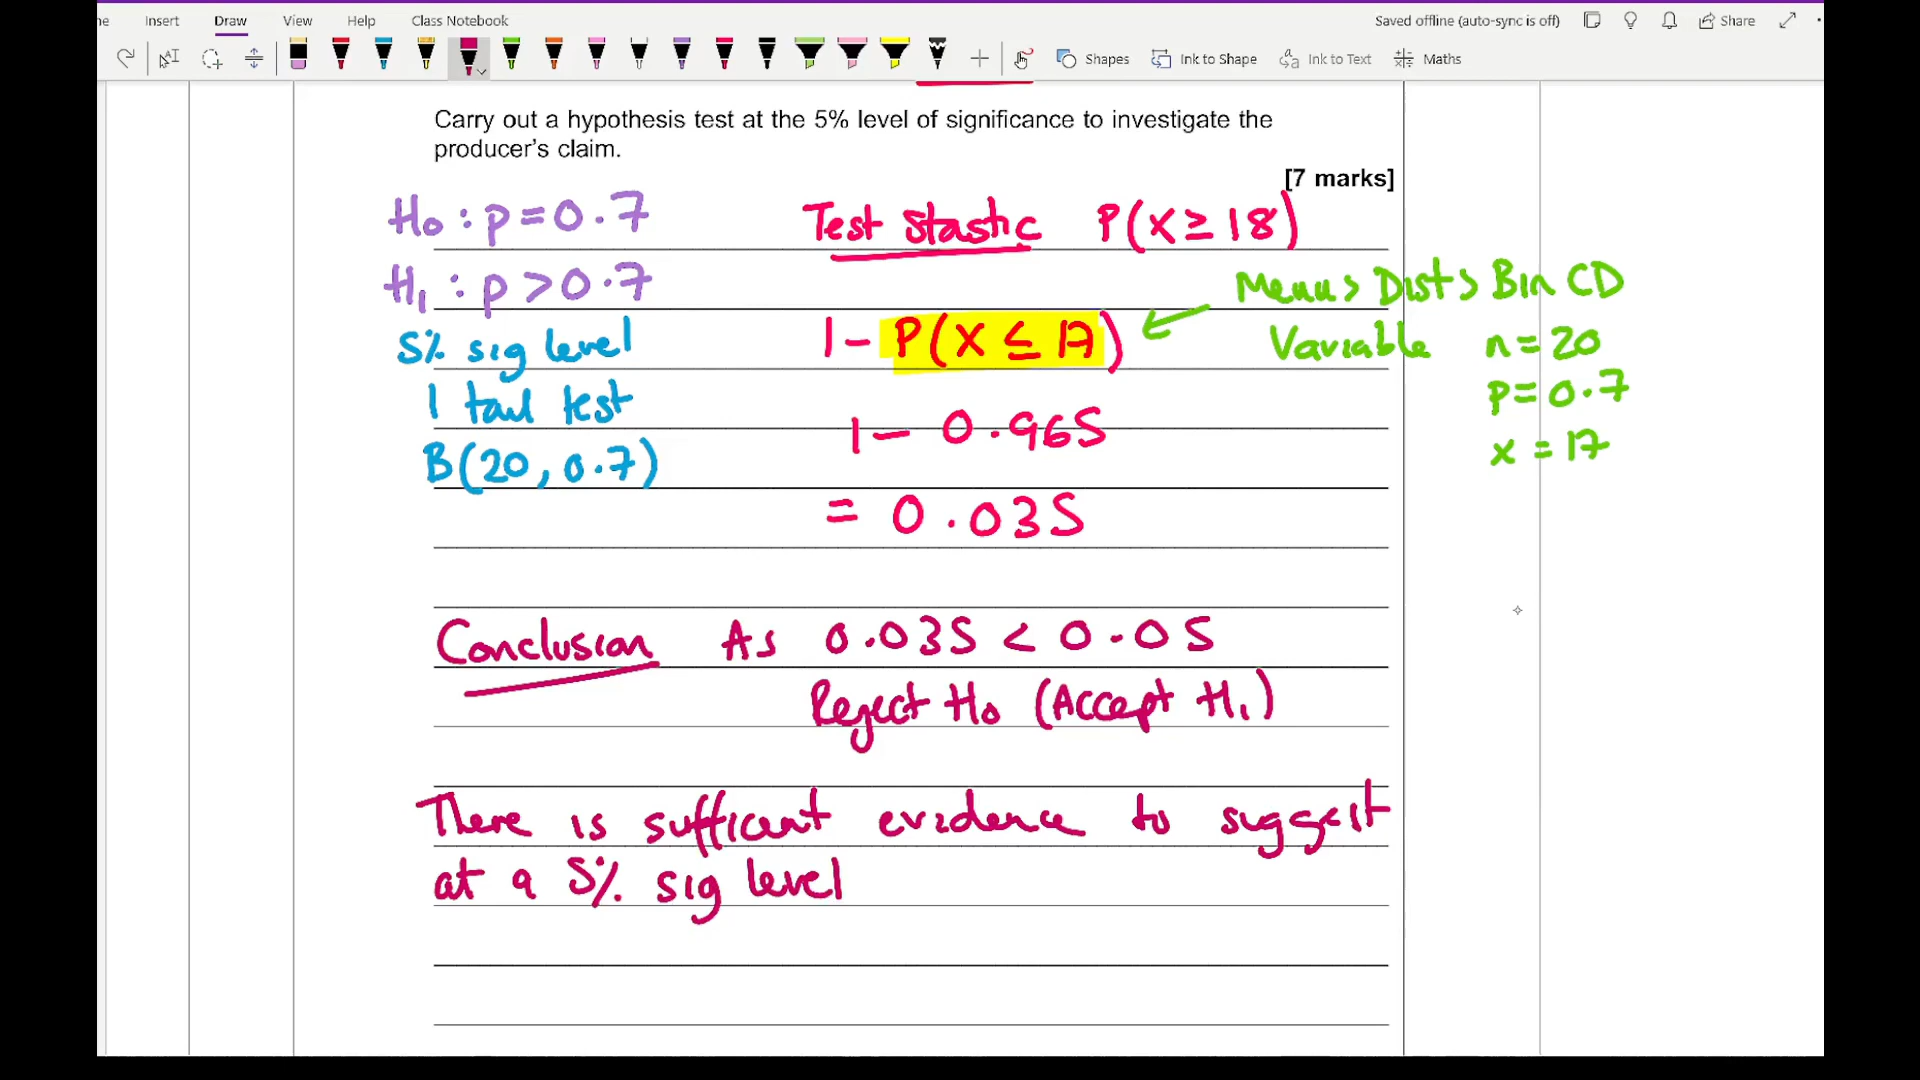 Insert Draw View Help Class Notebook Saved offline (auto-sync is off) Share
Shapes Ink to Shape Ink to Text Maths
Carry out a hypothesis test at the 5% level of significance to investigate the
producer's claim.
[7 marks]
H0 : p = 0.7
H1 : p > 0.7
5% sig level
1 tail test
B(20, 0.7)
Test Stastic P(X ≥ 18)
1 - P(X ≤ 17)
1 - 0.965
= 0.035
Menu > Dist > Bin CD
Variable n = 20
p = 0.7
x = 17
Conclusion As 0.035 < 0.05
Reject H0 (Accept H1)
There is sufficent evidence to suggest
at a 5% sig level